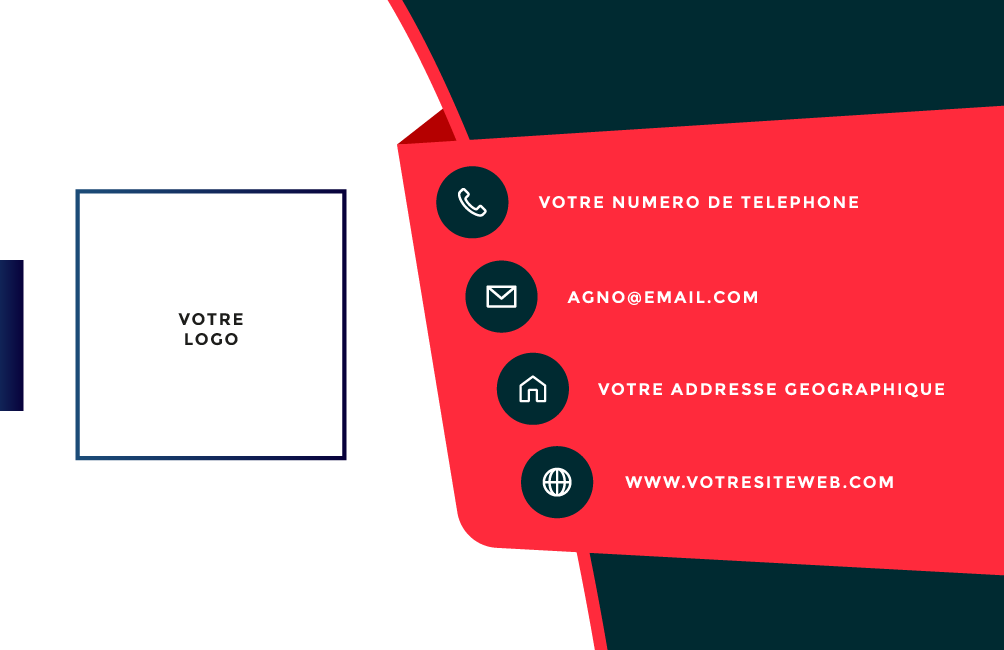 VOTRE
LOGO
VOTRE NUMERO DE TELEPHONE
AGNO@EMAIL.COM
VOTRE ADDRESSE GEOGRAPHIQUE
WWW.VOTRESITEWEB.COM